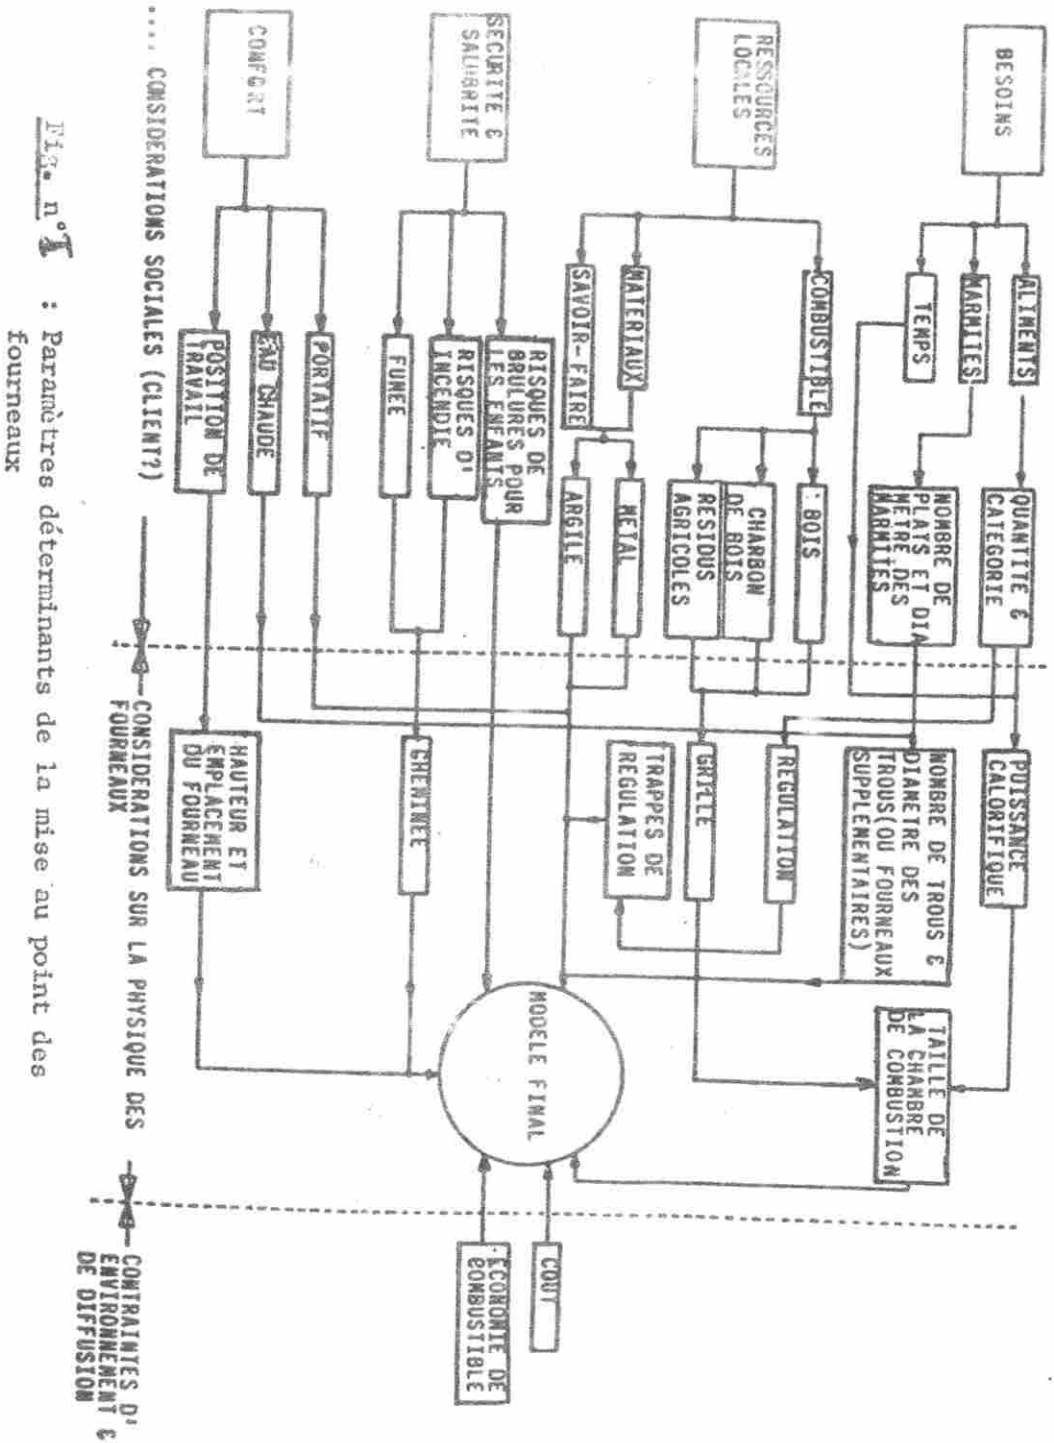 BESOINS
ALIMENTS
MARMITES
TEMPS
QUANTITE &
CATEGORIE
NOMBRE DE
PLATS ET DIA
METRE DES
MARMITES
PUISSANCE
CALORIFIQUE
NOMBRE DE TROUS &
DIAMETRE DES
TROUS(OU FOURNEAUX
SUPPLEMENTAIRES)
TAILLE DE
LA CHAMBRE
DE COMBUSTION
RESSOURCES
LOCALES
COMBUSTIBLE
MATERIAUX
SAVOIR-FAIRE
BOIS
CHARBON
DE BOIS
RESIDUS
AGRICOLES
METAL
ARGILE
REGULATION
GRILLE
TRAPPES DE
REGULATION
SECURITE &
SALUBRITE
RISQUES DE
BRULURES POUR
LES ENFANTS
RISQUES D'
INCENDIE
FUMEE
CHEMINEE
MODELE FINAL
COUT
ECONOMIE DE
COMBUSTIBLE
COMFORT
PORTATIF
EAU CHAUDE
POSITION DE
TRAVAIL
HAUTEUR ET
EMPLACEMENT
DU FOURNEAU
.... CONSIDERATIONS SOCIALES (CLIENT?)
CONSIDERATIONS SUR LA PHYSIQUE DES
FOURNEAUX
CONTRAINTES D'
ENVIRONNEMENT &
DE DIFFUSION
Fig. n°I : Paramètres déterminants de la mise au point des
fourneaux